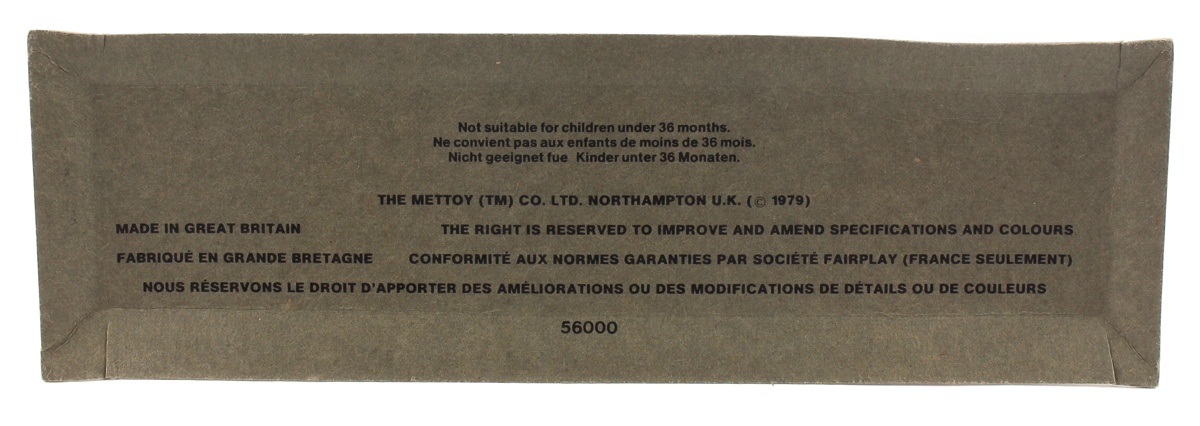 Not suitable for children under 36 months.
Ne convient pas aux enfants de moins de 36 mois.
Nicht geeignet fue Kinder unter 36 Monaten.
THE METTOY (TM) CO. LTD. NORTHAMPTON U.K. (© 1979)
MADE IN GREAT BRITAIN THE RIGHT IS RESERVED TO IMPROVE AND AMEND SPECIFICATIONS AND COLOURS
FABRIQUÉ EN GRANDE BRETAGNE CONFORMITÉ AUX NORMES GARANTIES PAR SOCIÉTÉ FAIRPLAY (FRANCE SEULEMENT)
NOUS RÉSERVONS LE DROIT D'APPORTER DES AMÉLIORATIONS OU DES MODIFICATIONS DE DÉTAILS OU DE COULEURS
56000